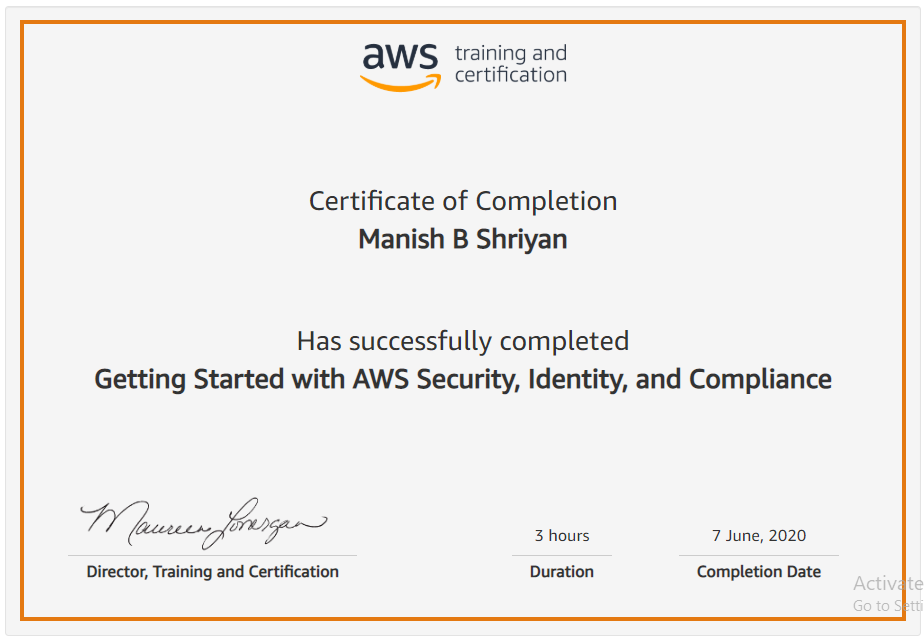 aws training and
certification
Certificate of Completion
Manish B Shriyan
Has successfully completed
Getting Started with AWS Security, Identity, and Compliance
Maureen Lonergan
3 hours
7 June, 2020
Director, Training and Certification
Duration
Completion Date
Activate
Go to Setti